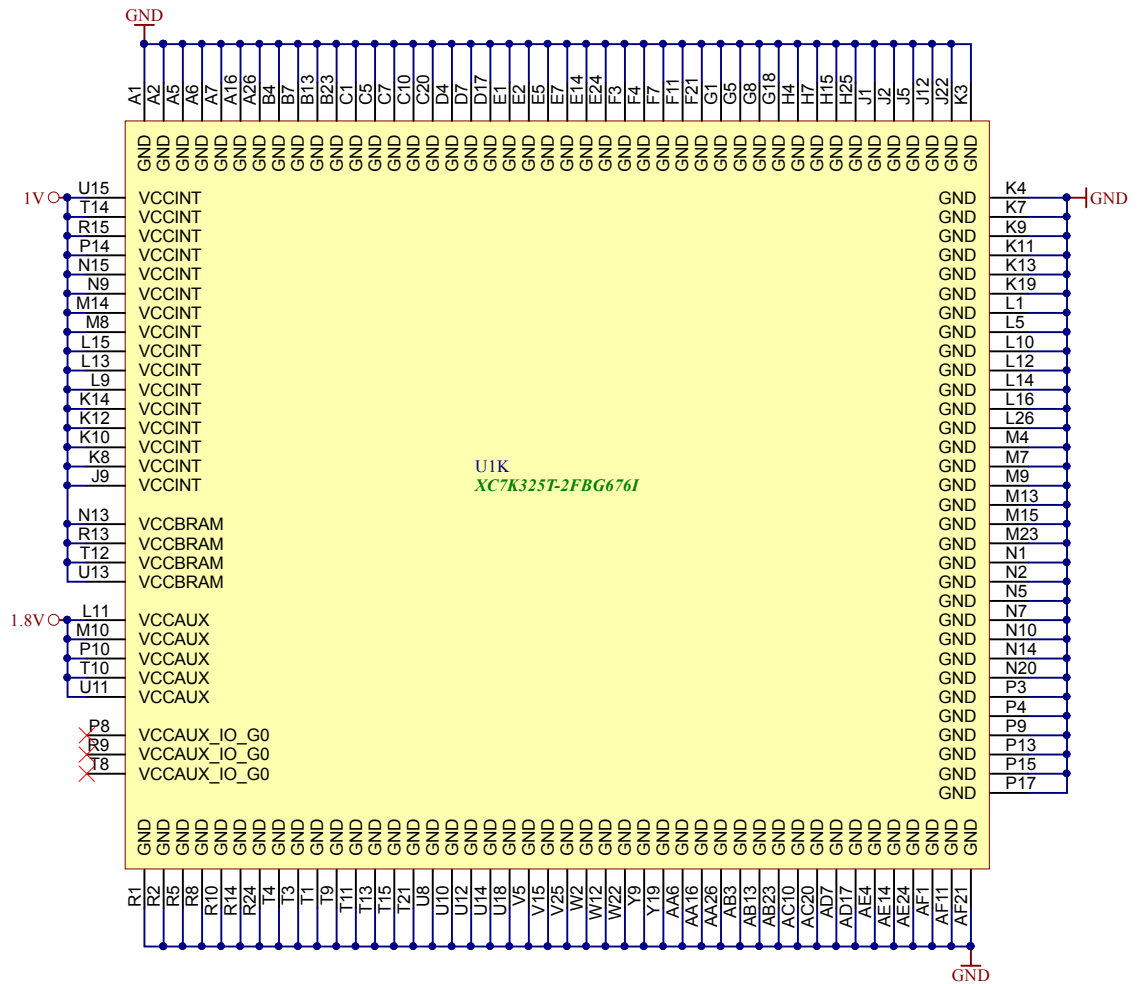 GND
A1 A2 A5 A6 A7 A16 A26 B4 B7 B13 B23 C1 C5 C7 C10 C20 D4 D7 D17 E1 E2 E5 E7 E14 E24 F3 F4 F7 F11 F21 G1 G5 G8 G18 H4 H7 H15 H25 J1 J2 J5 J12 J22 K3
GND GND GND GND GND GND GND GND GND GND GND GND GND GND GND GND GND GND GND GND GND GND GND GND GND GND GND GND GND GND GND GND GND GND GND GND GND GND GND GND GND GND GND GND
1V U15 VCCINT GND K4 GND
T14 VCCINT GND K7
R15 VCCINT GND K9
P14 VCCINT GND K11
N15 VCCINT GND K13
N9 VCCINT GND K19
M14 VCCINT GND L1
M8 VCCINT GND L5
L15 VCCINT GND L10
L13 VCCINT GND L12
L9 VCCINT GND L14
K14 VCCINT GND L16
K12 VCCINT GND L26
K10 VCCINT GND M4
K8 VCCINT GND M7
J9 VCCINT GND M9
U1K
XC7K325T-2FBG676I
GND M13
N13 VCCBRAM GND M15
R13 VCCBRAM GND M23
T12 VCCBRAM GND N1
U13 VCCBRAM GND N2
GND N5
1.8V L11 VCCAUX GND N7
M10 VCCAUX GND N10
P10 VCCAUX GND N14
T10 VCCAUX GND N20
U11 VCCAUX GND P3
GND P4
P8 VCCAUX_IO_G0 GND P9
R9 VCCAUX_IO_G0 GND P13
T8 VCCAUX_IO_G0 GND P15
GND P17
GND GND GND GND GND GND GND GND GND GND GND GND GND GND GND GND GND GND GND GND GND GND GND GND GND GND GND GND GND GND GND GND GND GND GND GND GND GND GND GND GND GND GND GND
R1 R2 R5 R8 R10 R14 R24 T4 T3 T1 T9 T11 T13 T15 T21 U8 U10 U12 U14 U18 V5 V15 V25 W2 W12 W22 Y9 Y19 AA6 AA16 AA26 AB3 AB13 AB23 AC10 AC20 AD7 AD17 AE4 AE14 AE24 AF1 AF11 AF21
GND